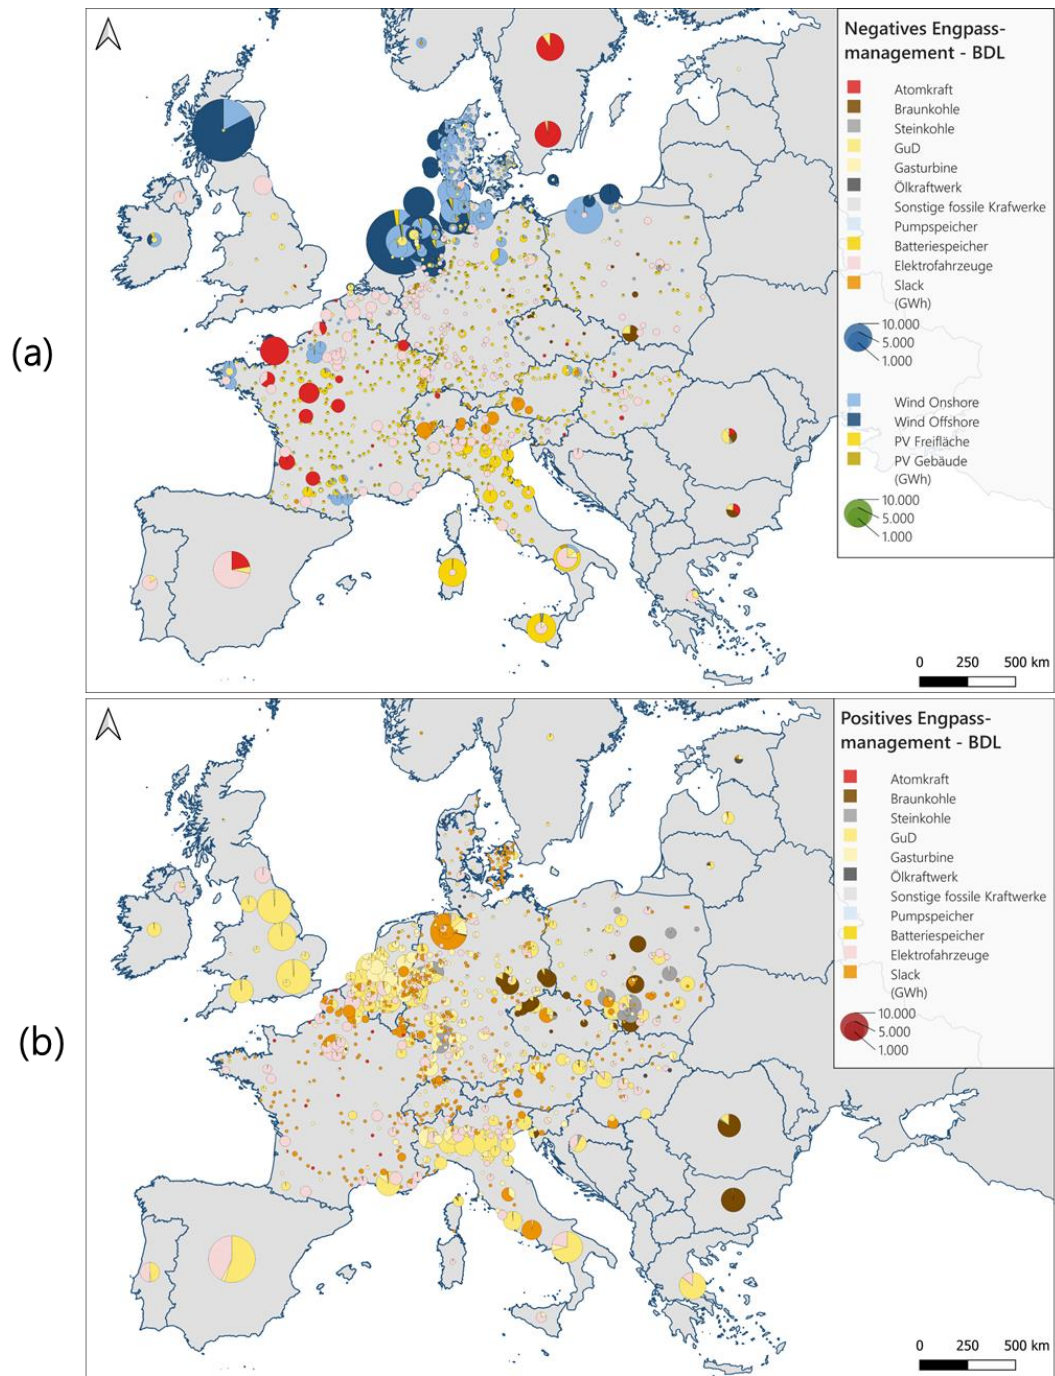 (a)
Negatives Engpass-
management - BDL
Atomkraft
Braunkohle
Steinkohle
GuD
Gasturbine
Ölkraftwerk
Sonstige fossile Krafwerke
Pumpspeicher
Batteriespeicher
Elektrofahrzeuge
Slack
(GWh)
10.000
5.000
1.000
Wind Onshore
Wind Offshore
PV Freifläche
PV Gebäude
(GWh)
10.000
5.000
1.000
0 250 500 km
(b)
Positives Engpass-
management - BDL
Atomkraft
Braunkohle
Steinkohle
GuD
Gasturbine
Ölkraftwerk
Sonstige fossile Kraftwerke
Pumpspeicher
Batteriespeicher
Elektrofahrzeuge
Slack
(GWh)
10.000
5.000
1.000
0 250 500 km